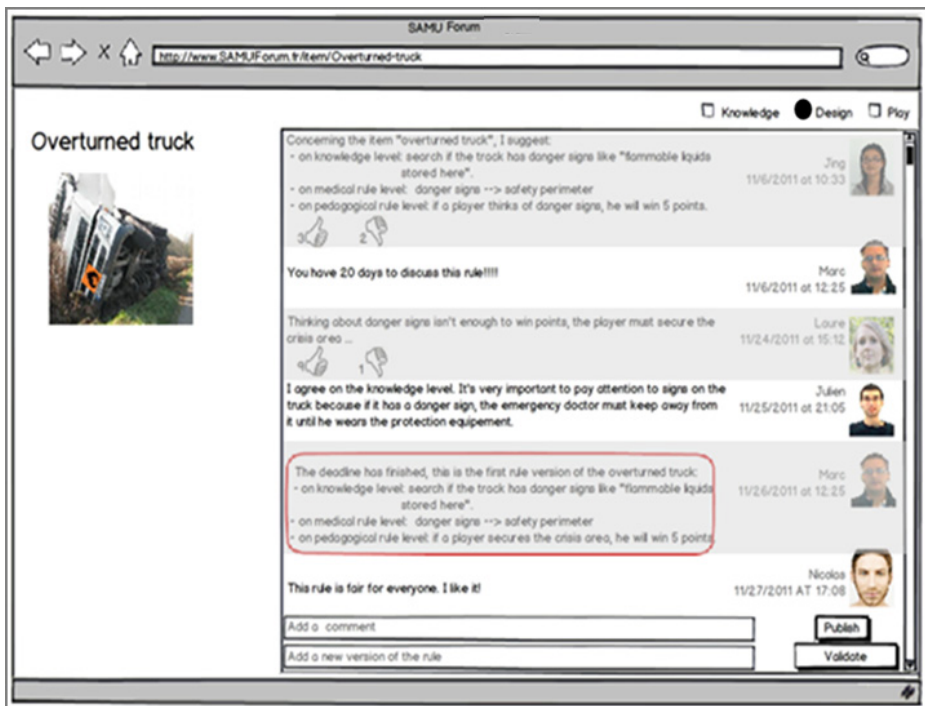 SAMU Forum
X
http://www.SAMUForum.fr/item/Overturned-truck
Knowledge Design Play
Overturned truck
Concerning the item "overturned truck", I suggest:
- on knowledge level: search if the trock has danger signs like "flammable liquids
stored here".
- on medical rule level: danger signs --> safety perimeter
- on pedagogical rule level: if a player thinks of danger signs, he will win 5 points.
Jing
11/6/2011 at 10:33
3 2
You have 20 days to discuss this rule!!!!
Marc
11/6/2011 at 12:25
Thinking about danger signs isn't enough to win points, the player must secure the
crisis area ...
Laure
11/24/2011 at 15:12
9 1
I agree on the knowledge level. It's very important to pay attention to signs on the
truck because if it has a danger sign, the emergency doctor must keep away from
it until he wears the protection equipement.
Julien
11/25/2011 at 21:05
The deadline has finished, this is the first rule version of the overturned truck:
- on knowledge level: search if the trock has danger signs like "flammable liquids
stored here".
- on medical rule level: danger signs --> safety perimeter
- on pedagogical rule level: if a player secures the crisis area, he will win 5 points.
Marc
11/26/2011 at 12:25
This rule is fair for everyone. I like it!
Nicolas
11/27/2011 AT 17:08
Add a comment
Publish
Add a new version of the rule
Validate